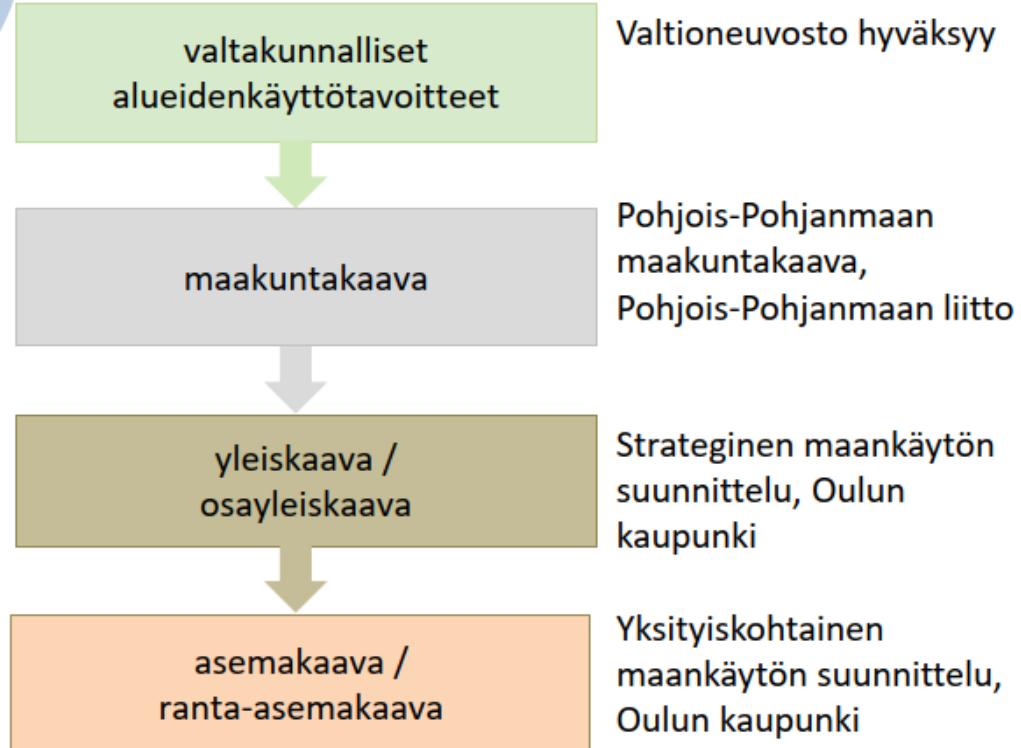 valtakunnalliset
alueidenkäyttötavoitteet
Valtioneuvosto hyväksyy
maakuntakaava
Pohjois-Pohjanmaan
maakuntakaava,
Pohjois-Pohjanmaan liitto
yleiskaava /
osayleiskaava
Strateginen maankäytön
suunnittelu, Oulun
kaupunki
asemakaava /
ranta-asemakaava
Yksityiskohtainen
maankäytön suunnittelu,
Oulun kaupunki